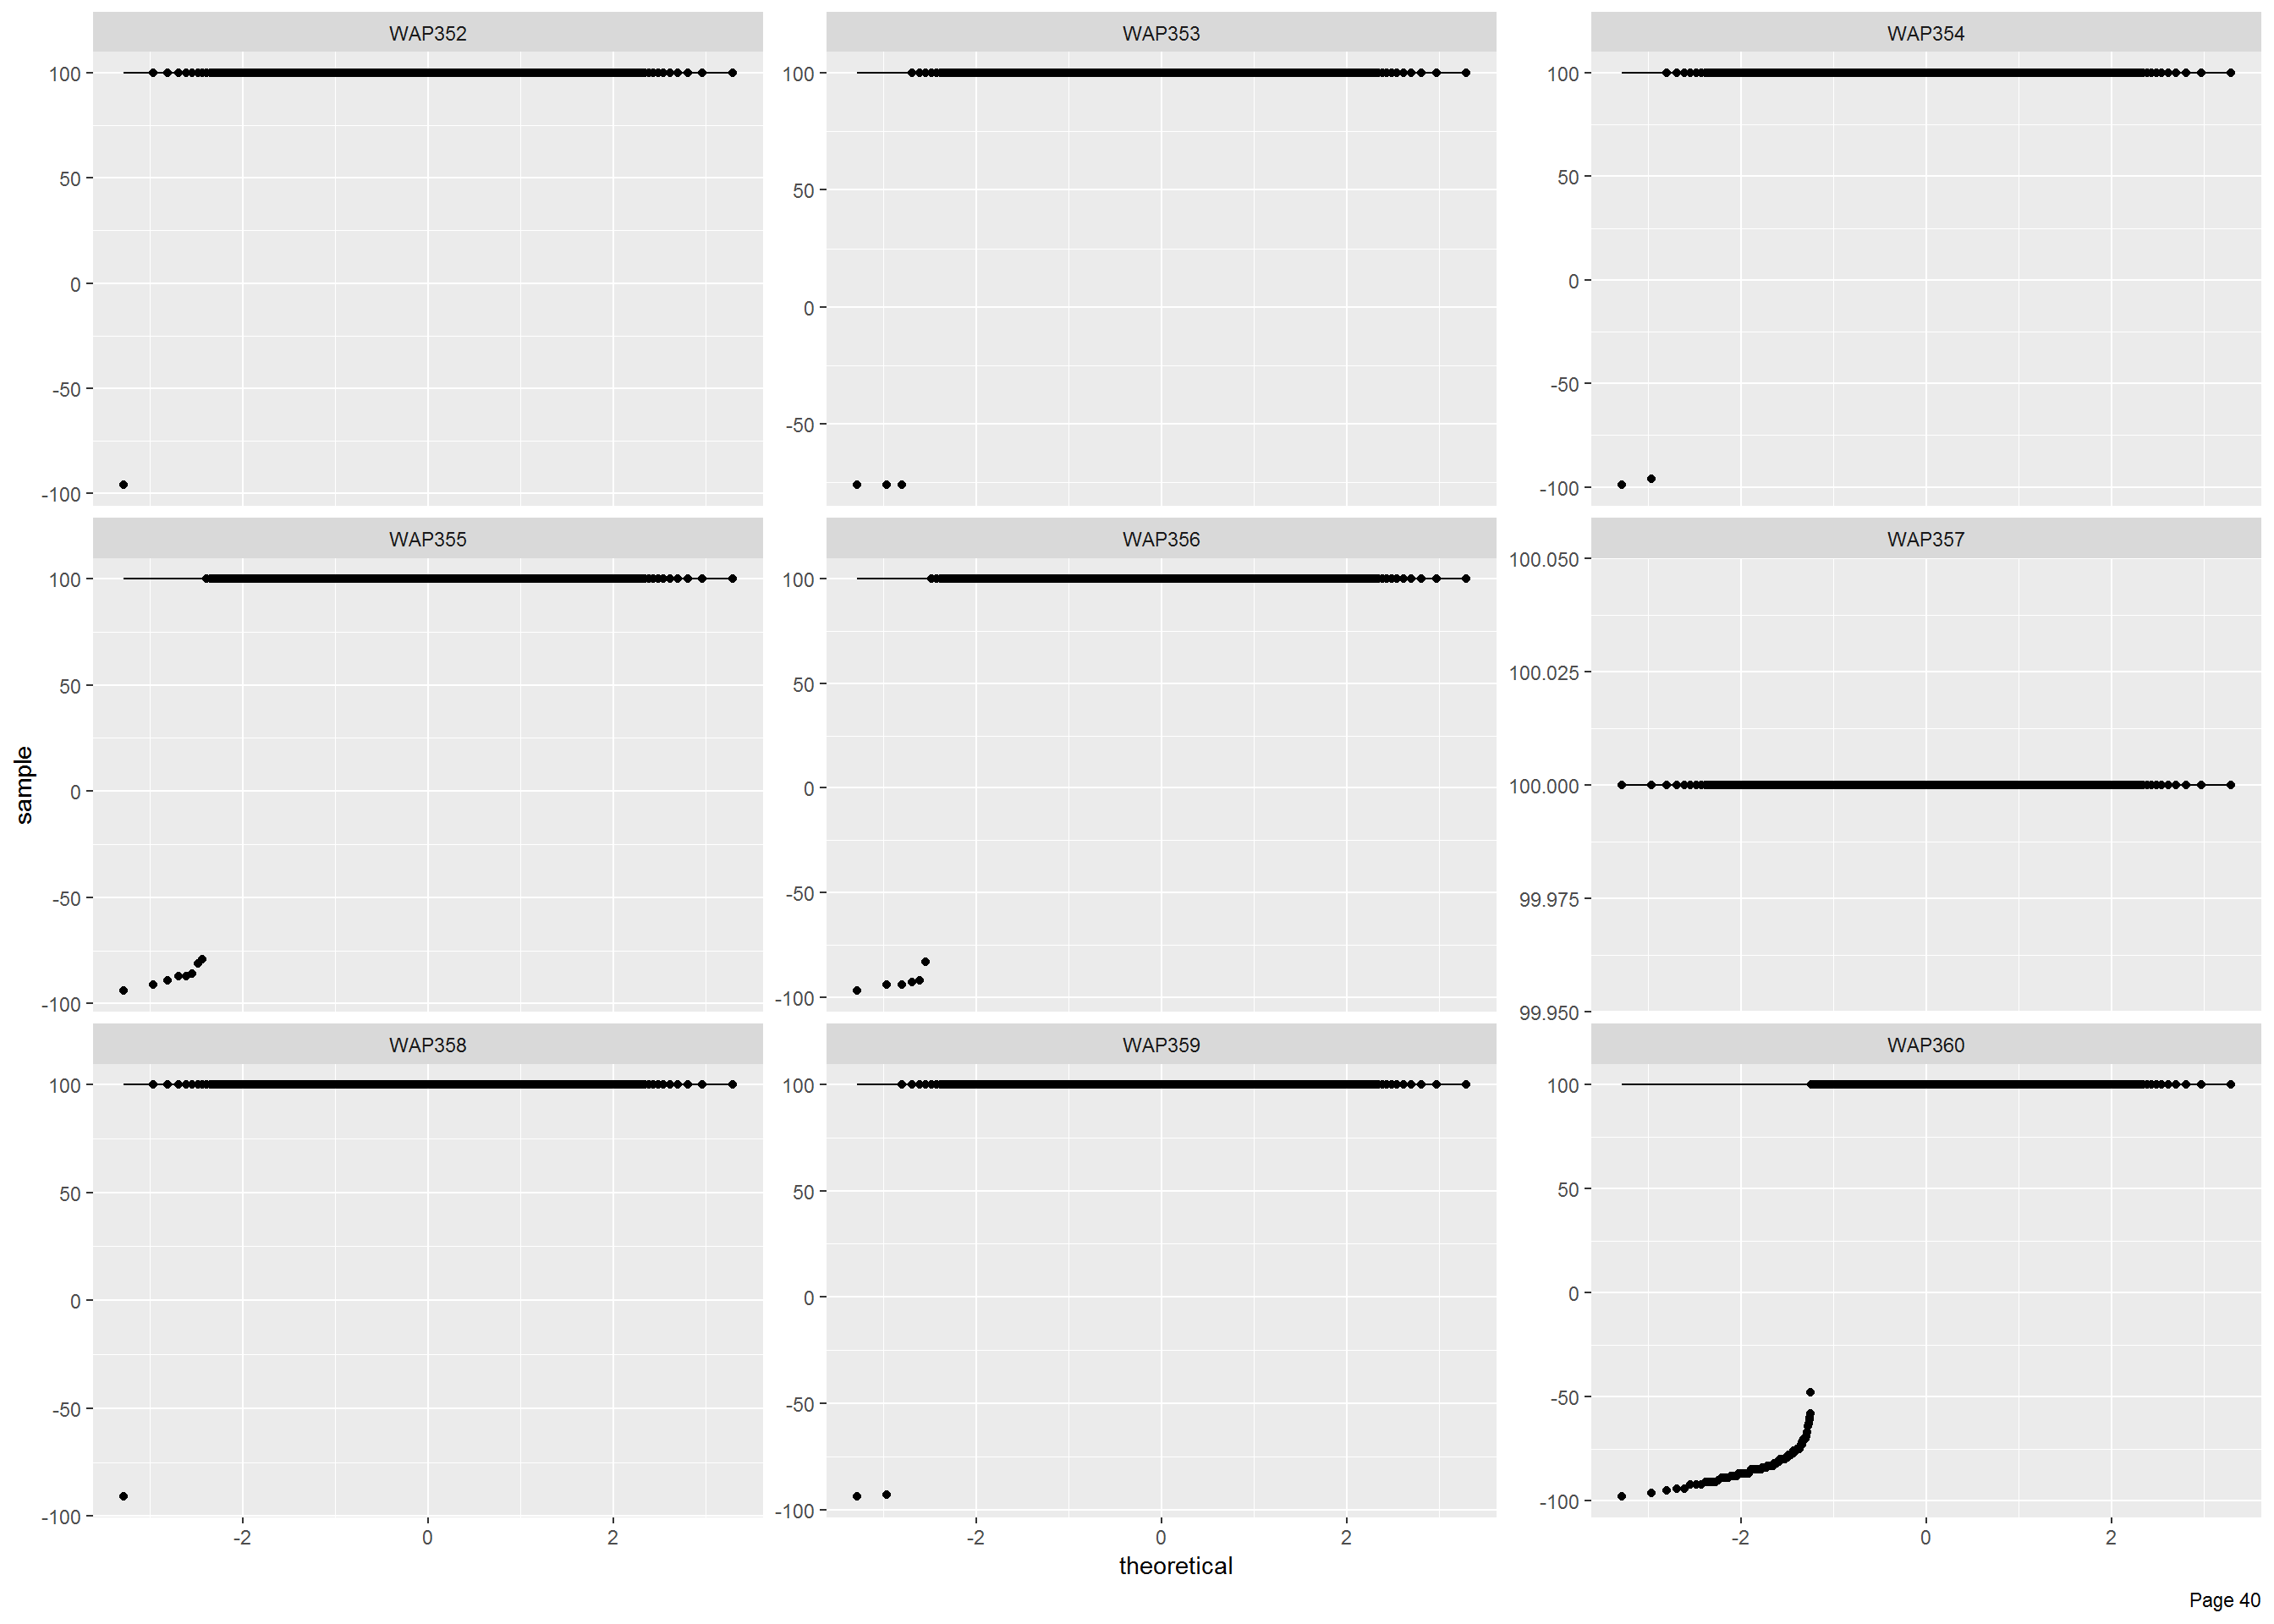 WAP352 WAP353 WAP354
100 100 100
50 50 50
0 0 0
-50 -50 -50
-100 -100
WAP355 WAP356 WAP357
100 100 100.050
50 50 100.025
0 0 100.000
-50 -50 99.975
-100 -100 99.950
sample
WAP358 WAP359 WAP360
100 100 100
50 50 50
0 0 0
-50 -50 -50
-100 -100 -100
-2 0 2 -2 0 2 -2 0 2
theoretical
Page 40